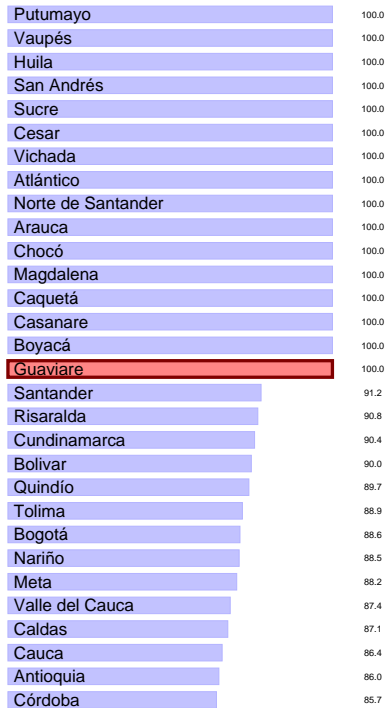 Putumayo 100.0
Vaupés 100.0
Huila 100.0
San Andrés 100.0
Sucre 100.0
Cesar 100.0
Vichada 100.0
Atlántico 100.0
Norte de Santander 100.0
Arauca 100.0
Chocó 100.0
Magdalena 100.0
Caquetá 100.0
Casanare 100.0
Boyacá 100.0
Guaviare 100.0
Santander 91.2
Risaralda 90.8
Cundinamarca 90.4
Bolivar 90.0
Quindío 89.7
Tolima 88.9
Bogotá 88.6
Nariño 88.5
Meta 88.2
Valle del Cauca 87.4
Caldas 87.1
Cauca 86.4
Antioquia 86.0
Córdoba 85.7